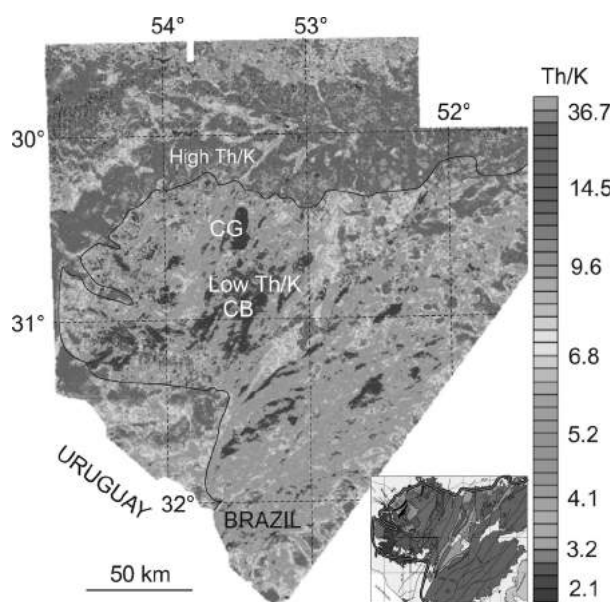 54°
53°
52°
30°
31°
32°
High Th/K
CG
Low Th/K
CB
URUGUAY
BRAZIL
50 km
Th/K
36.7
14.5
9.6
6.8
5.2
4.1
3.2
2.1